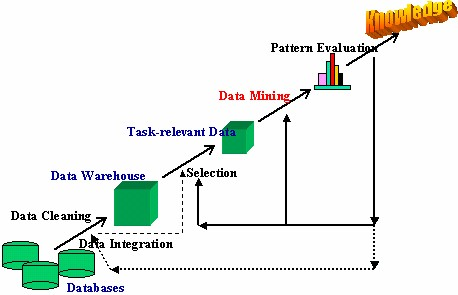 Knowledge
Pattern Evaluation
Data Mining
Task-relevant Data
Data Warehouse
Selection
Data Cleaning
Data Integration
Databases